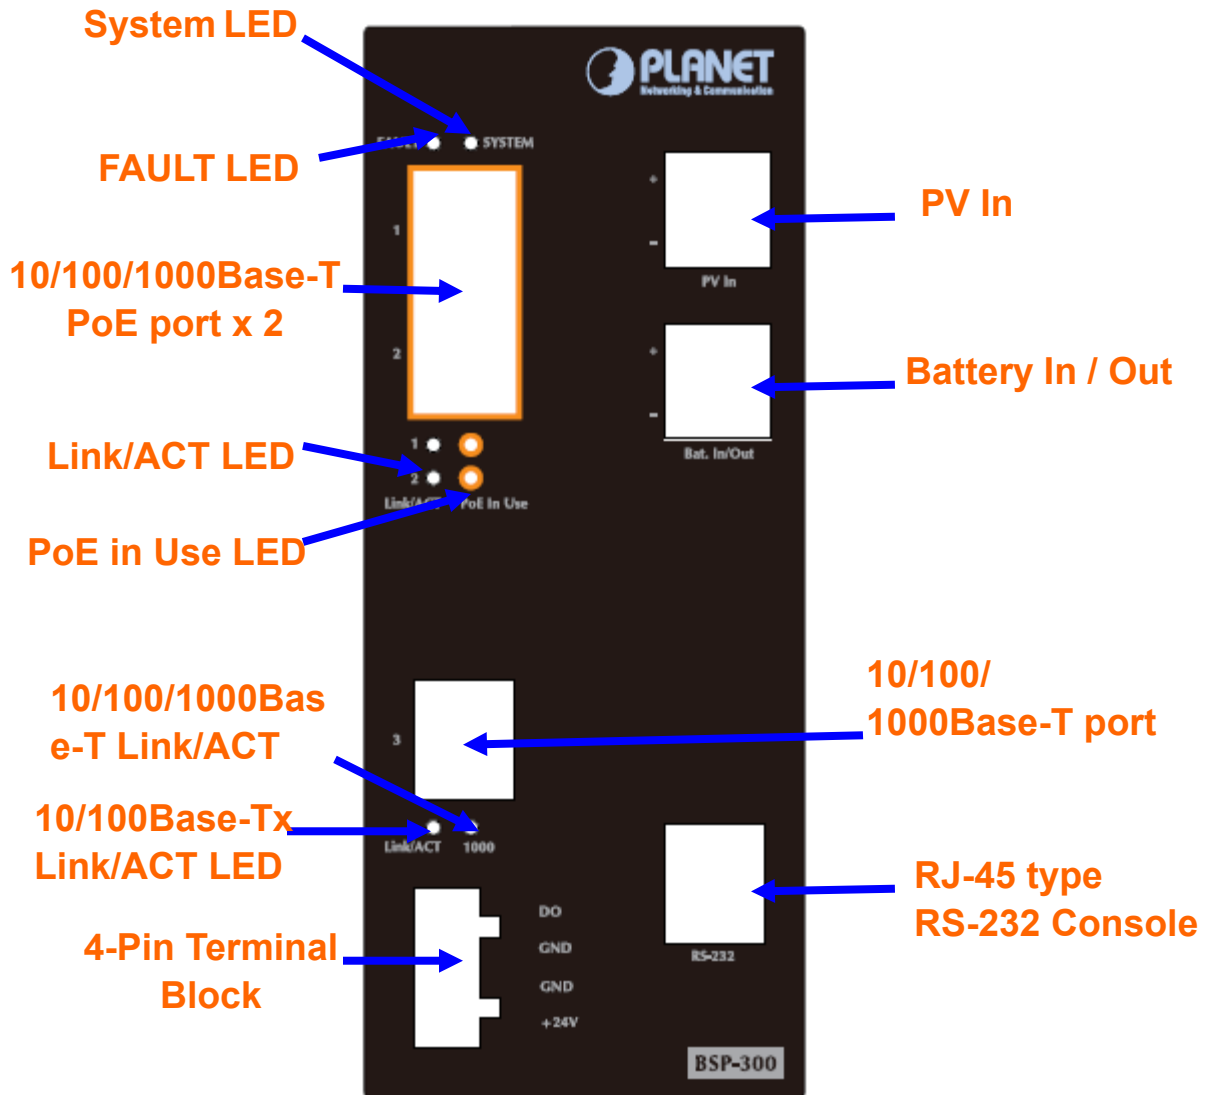 System LED
PLANET
Networking & Communication
FAULT SYSTEM
FAULT LED
+
PV In
1
-
10/100/1000Base-T
PoE port x 2
PV In
2
+
Battery In / Out
-
1
Link/ACT LED
Bat. In/Out
2
Link/ACT PoE In Use
PoE in Use LED
10/100/
1000Base-T port
10/100/1000Bas
e-T Link/ACT
3
10/100Base-Tx
Link/ACT LED
Link/ACT 1000
RJ-45 type
RS-232 Console
DO
4-Pin Terminal
Block
GND
RS-232
GND
+24V
BSP-300